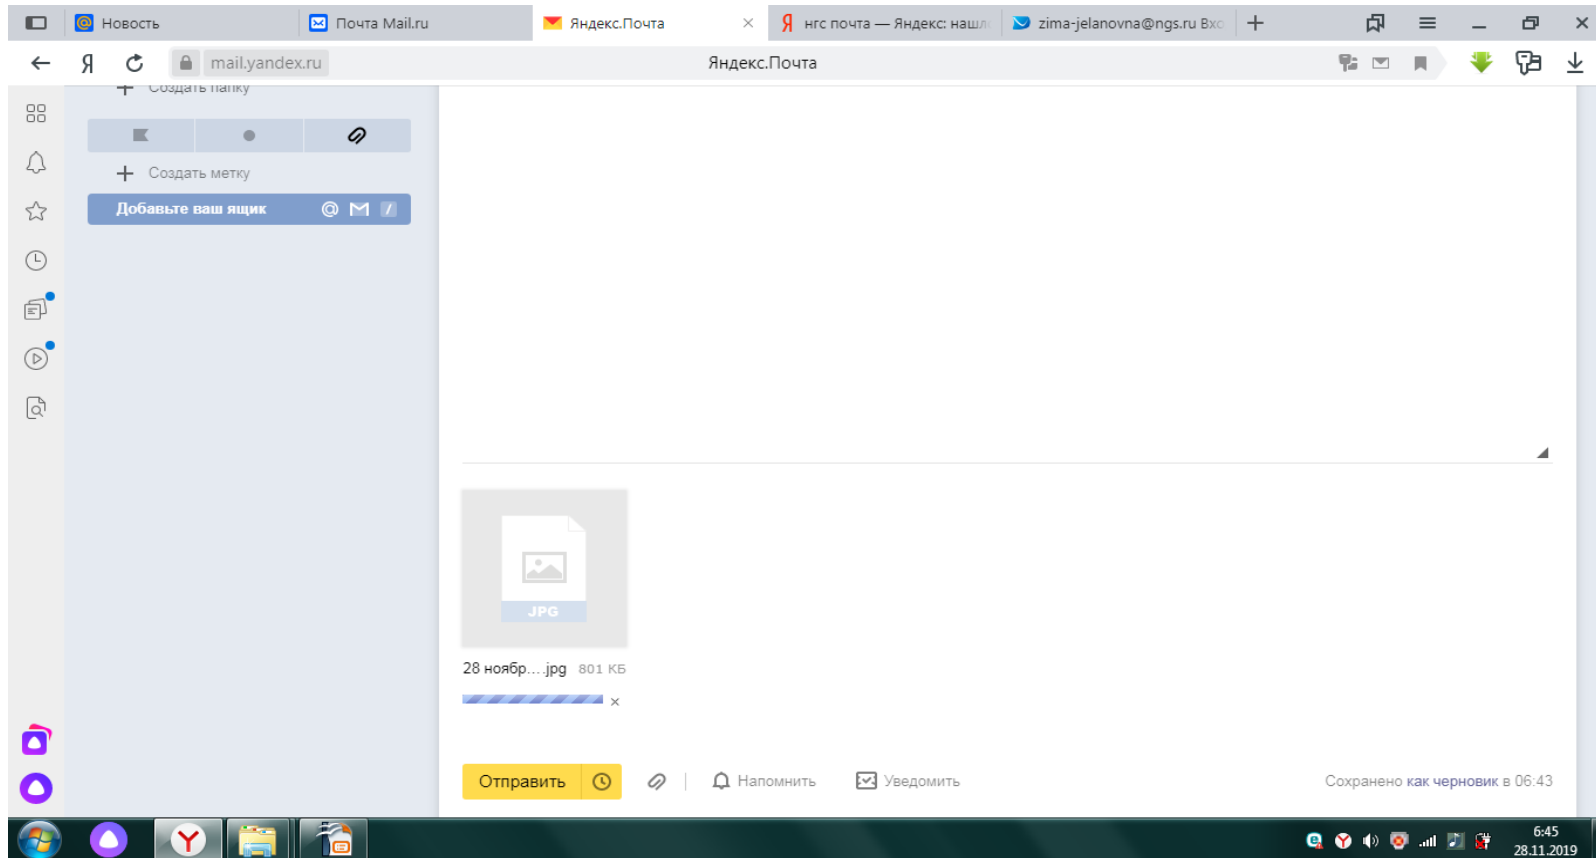 Новость
Почта Mail.ru
Яндекс.Почта
нгс почта — Яндекс: нашл
zima-jelanovna@ngs.ru Вхо
mail.yandex.ru
Яндекс.Почта
Создать папку
Создать метку
Добавьте ваш ящик
JPG
28 ноябр....jpg 801 КБ
Отправить
Напомнить
Уведомить
Сохранено как черновик в 06:43
6:45
28.11.2019